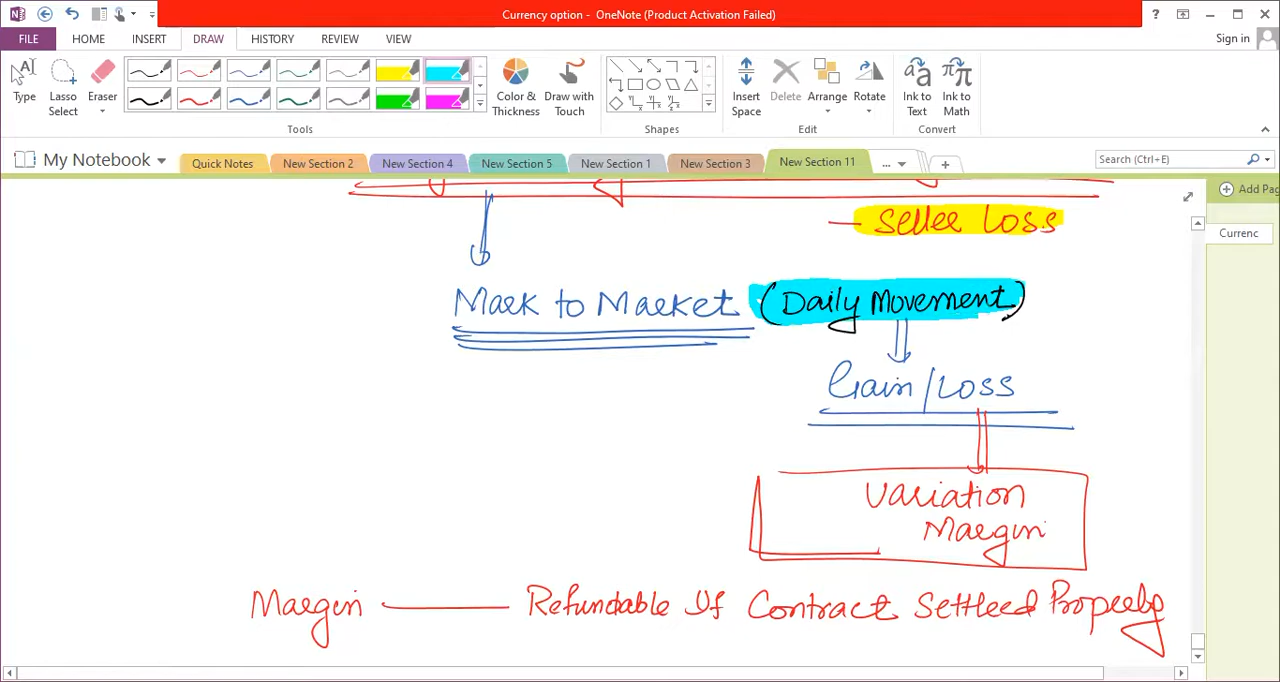 Currency option - OneNote (Product Activation Failed)
?
FILE HOME INSERT DRAW HISTORY REVIEW VIEW
Sign in
Type
Lasso Select
Eraser
Color & Thickness
Draw with Touch
Insert Space
Delete
Arrange
Rotate
Ink to Text
Ink to Math
Tools
Shapes
Edit
Convert
My Notebook
Quick Notes New Section 2 New Section 4 New Section 5 New Section 1 New Section 3 New Section 11 ...
Search (Ctrl+E)
Add Pag
Currenc
- Seller Loss
Mark to Market (Daily Movement)
Gain/Loss
Variation
Margin
Margin — Refundable If Contract Settled Properly